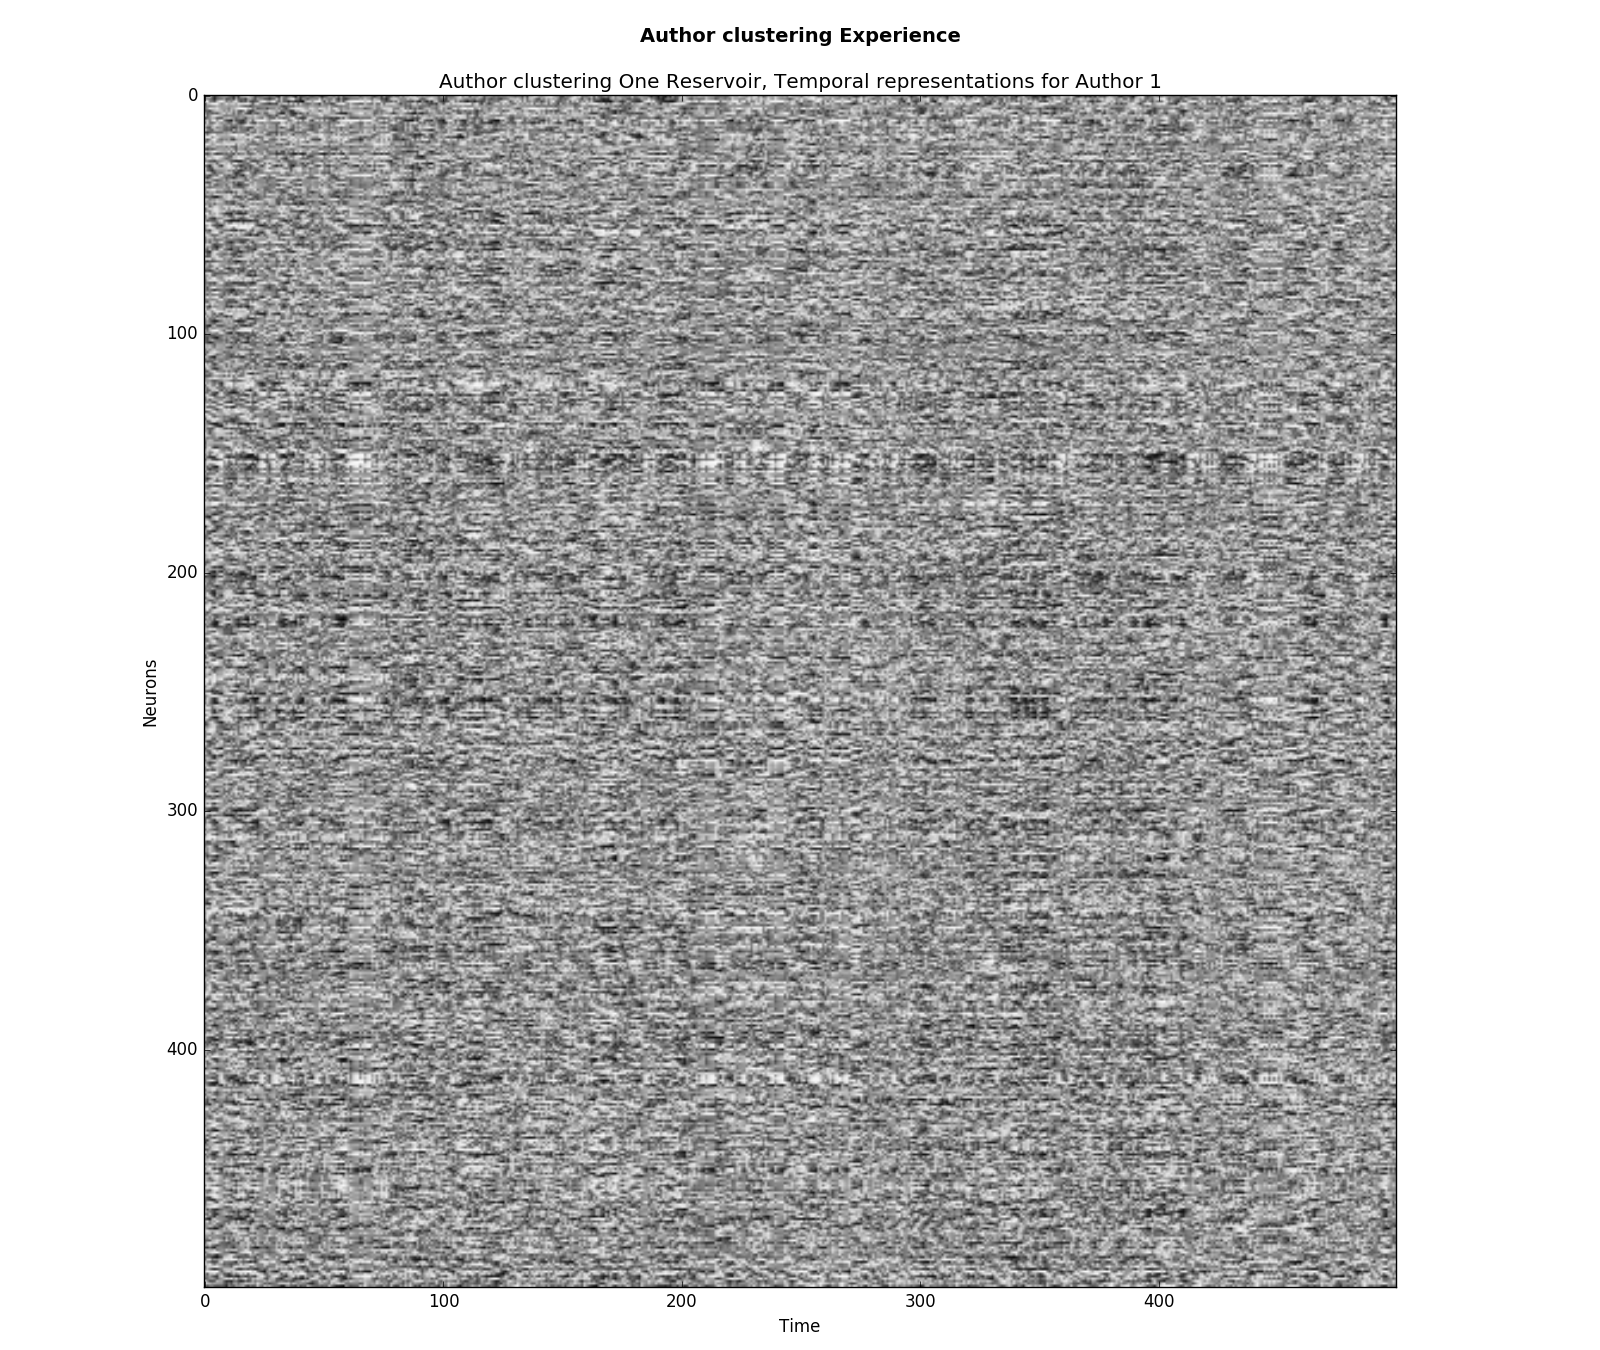 Author clustering Experience
Author clustering One Reservoir, Temporal representations for Author 1
0
100
200
300
400
Neurons
0 100 200 300 400
Time